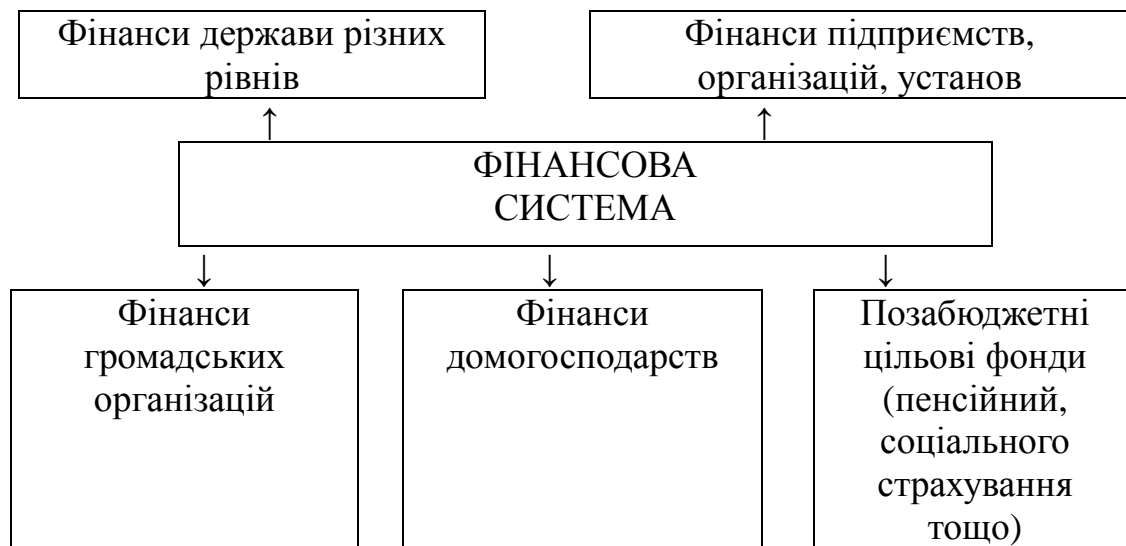 Фінанси держави різних
рівнів
Фінанси підприємств,
організацій, установ
↑
↑
ФІНАНСОВА
СИСТЕМА
↓
↓
↓
Фінанси
громадських
організацій
Фінанси
домогосподарств
Позабюджетні
цільові фонди
(пенсійний,
соціального
страхування
тощо)